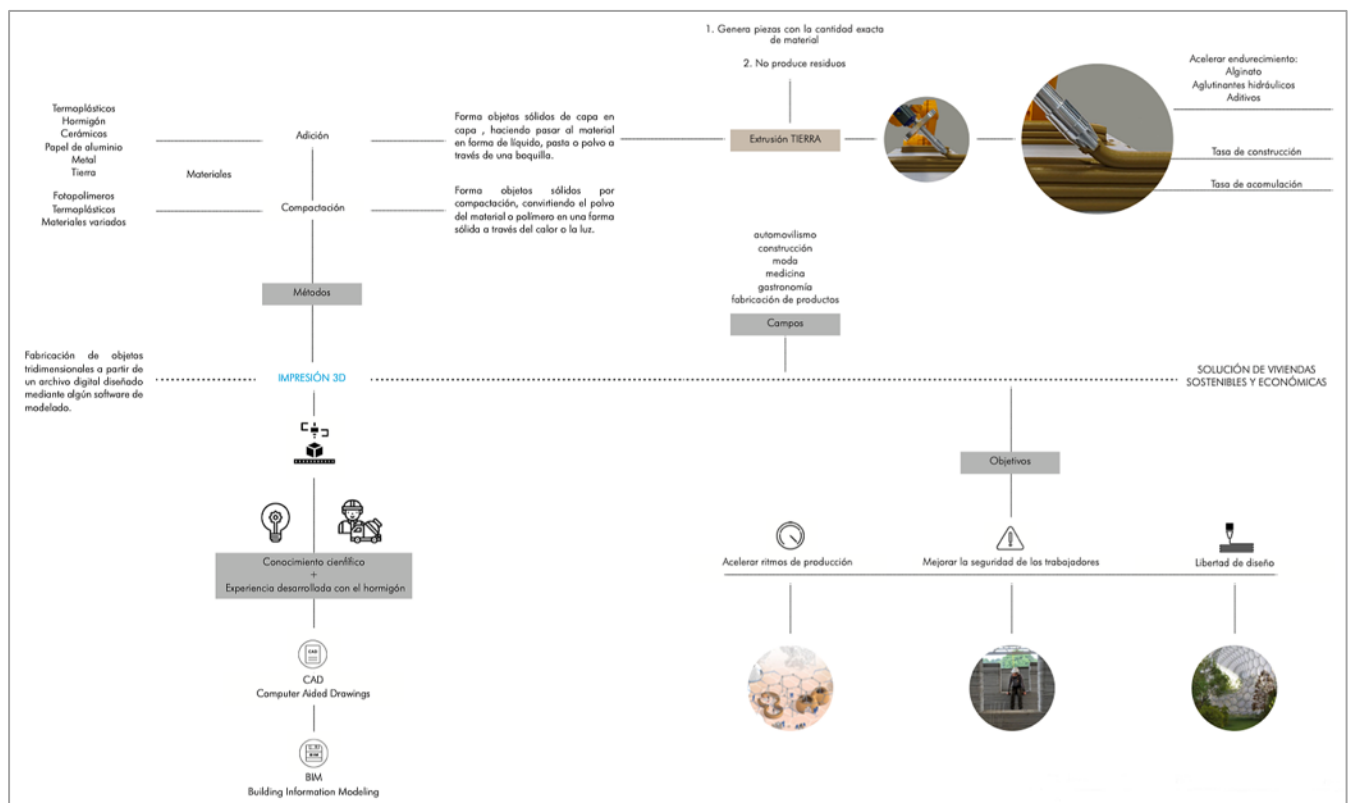 1. Genera piezas con la cantidad exacta
de material
2. No produce residuos
Acelerar endurecimiento:
Alginato
Aglutinantes hidráulicos
Aditivos
Termoplásticos
Hormigón
Cerámicos
Papel de aluminio
Metal
Tierra
Materiales
Adición
Forma objetos sólidos de capa en
capa , haciendo pasar al material
en forma de líquido, pasta o polvo a
través de una boquilla.
Extrusión TIERRA
Tasa de construcción
Tasa de acomulación
Fotopolímeros
Termoplásticos
Materiales variados
Compactación
Forma objetos sólidos por
compactación, convirtiendo el polvo
del material o polímero en una forma
sólida a través del calor o la luz.
automovilismo
construcción
moda
medicina
gastronomía
fabricación de productos
Métodos
Campos
Fabricación de objetos
tridimensionales a partir de
un archivo digital diseñado
mediante algún software de
modelado.
IMPRESIÓN 3D
SOLUCIÓN DE VIVIENDAS
SOSTENIBLES Y ECONÓMICAS
Objetivos
Conocimiento científico
+
Experiencia desarrollada con el hormigón
Acelerar ritmos de producción
Mejorar la seguridad de los trabajadores
Libertad de diseño
CAD
CAD
Computer Aided Drawings
BIM
BIM
Building Information Modeling